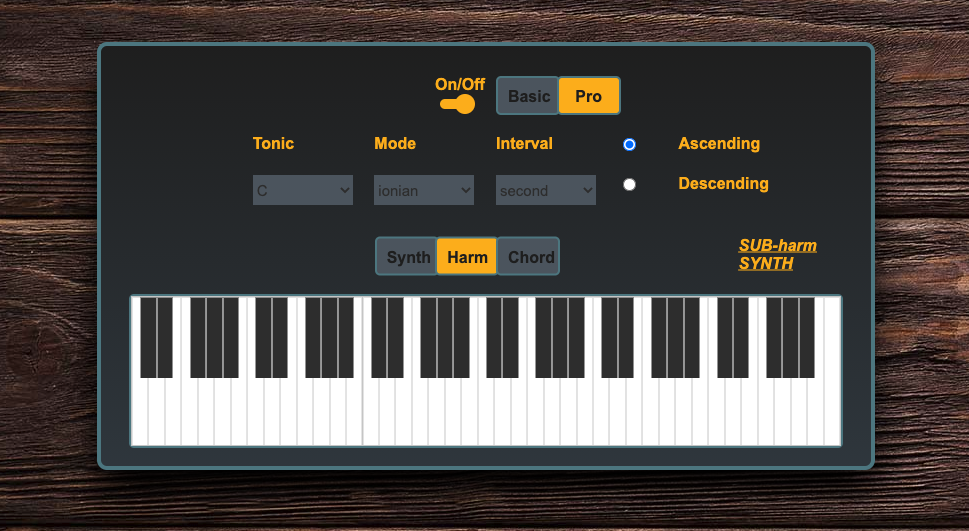 On/Off
Basic Pro
Tonic Mode Interval Ascending
C ionian second Descending
Synth Harm Chord
SUB-harm
SYNTH